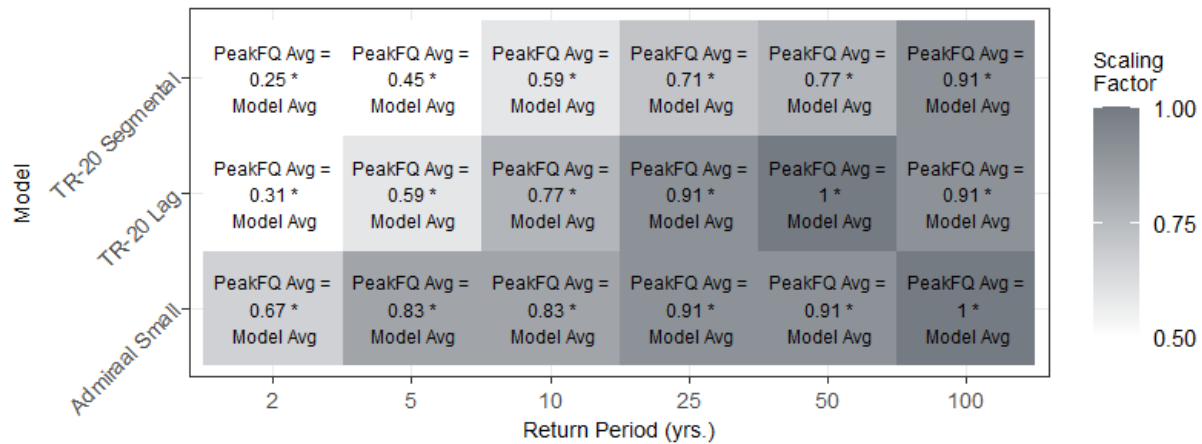 PeakFQ Avg = PeakFQ Avg = PeakFQ Avg = PeakFQ Avg = PeakFQ Avg = PeakFQ Avg =
0.25 * 0.45 * 0.59 * 0.71 * 0.77 * 0.91 *
Model Avg Model Avg Model Avg Model Avg Model Avg Model Avg
TR-20 Segmental
PeakFQ Avg = PeakFQ Avg = PeakFQ Avg = PeakFQ Avg = PeakFQ Avg = PeakFQ Avg =
0.31 * 0.59 * 0.77 * 0.91 * 1 * 0.91 *
Model Avg Model Avg Model Avg Model Avg Model Avg Model Avg
TR-20 Lag
PeakFQ Avg = PeakFQ Avg = PeakFQ Avg = PeakFQ Avg = PeakFQ Avg = PeakFQ Avg =
0.67 * 0.83 * 0.83 * 0.91 * 0.91 * 1 *
Model Avg Model Avg Model Avg Model Avg Model Avg Model Avg
Admiraal Small
Model
2 5 10 25 50 100
Return Period (yrs.)
Scaling
Factor
1.00
0.75
0.50